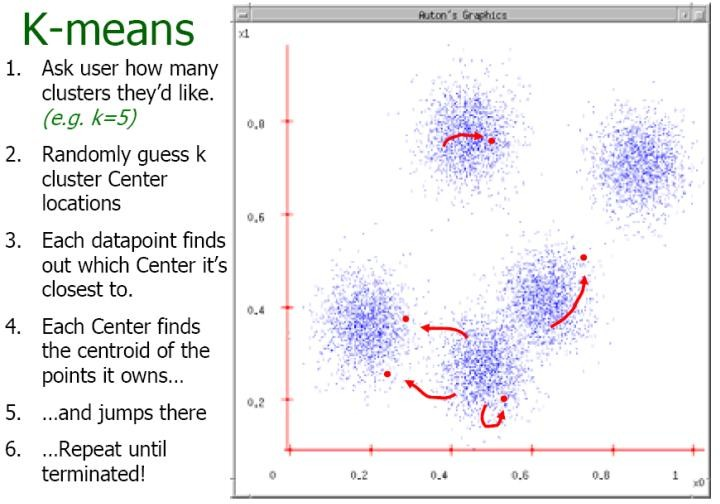 K-means
1. Ask user how many
clusters they'd like.
(e.g. k=5)
2. Randomly guess k
cluster Center
locations
3. Each datapoint finds
out which Center it's
closest to.
4. Each Center finds
the centroid of the
points it owns...
5. ...and jumps there
6. ...Repeat until
terminated!
Auton's Graphics
x1
0.8
0.6
0.4
0.2
0 0.2 0.4 0.6 0.8 1
x0